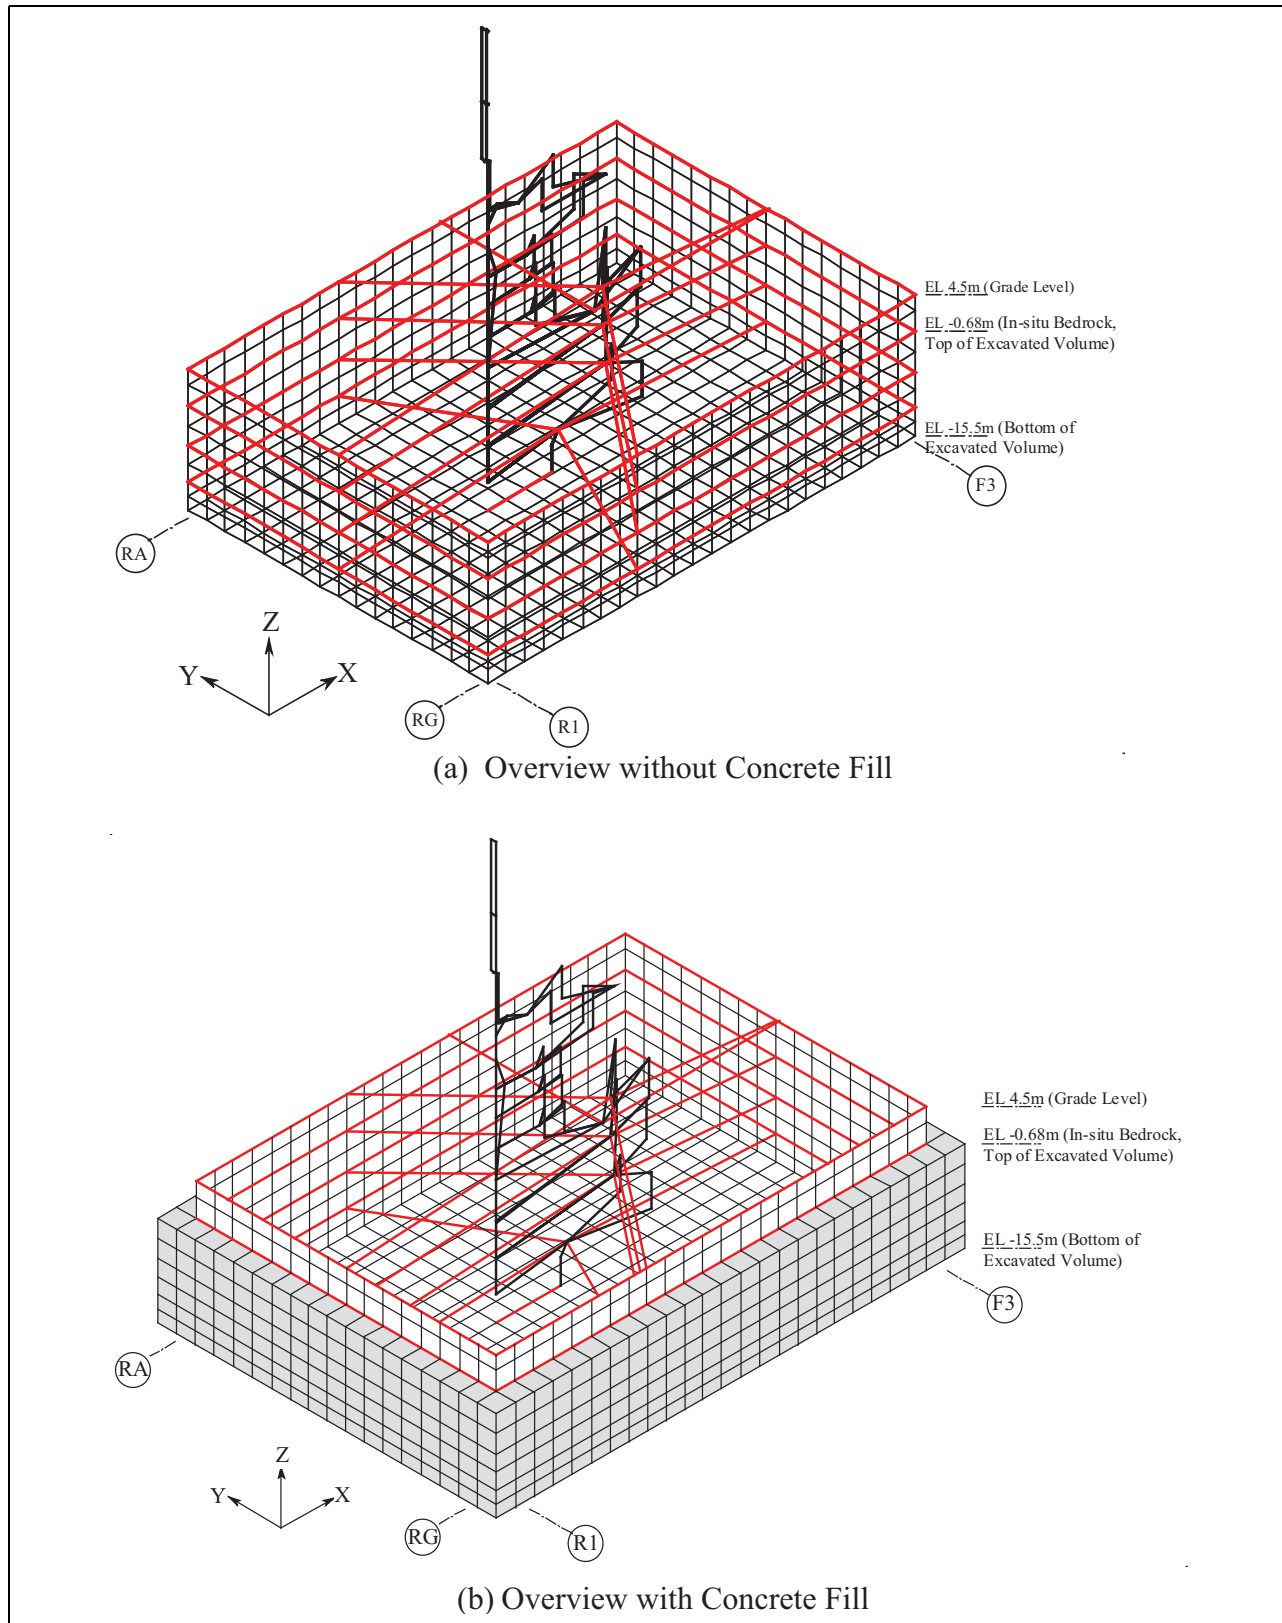 EL 4.5m (Grade Level)
EL -0.68m (In-situ Bedrock,
Top of Excavated Volume)
EL -15.5m (Bottom of
Excavated Volume)
F3
RA
Z
Y
X
RG
R1
(a) Overview without Concrete Fill
EL 4.5m (Grade Level)
EL -0.68m (In-situ Bedrock,
Top of Excavated Volume)
EL -15.5m (Bottom of
Excavated Volume)
F3
RA
Z
Y
X
RG
R1
(b) Overview with Concrete Fill